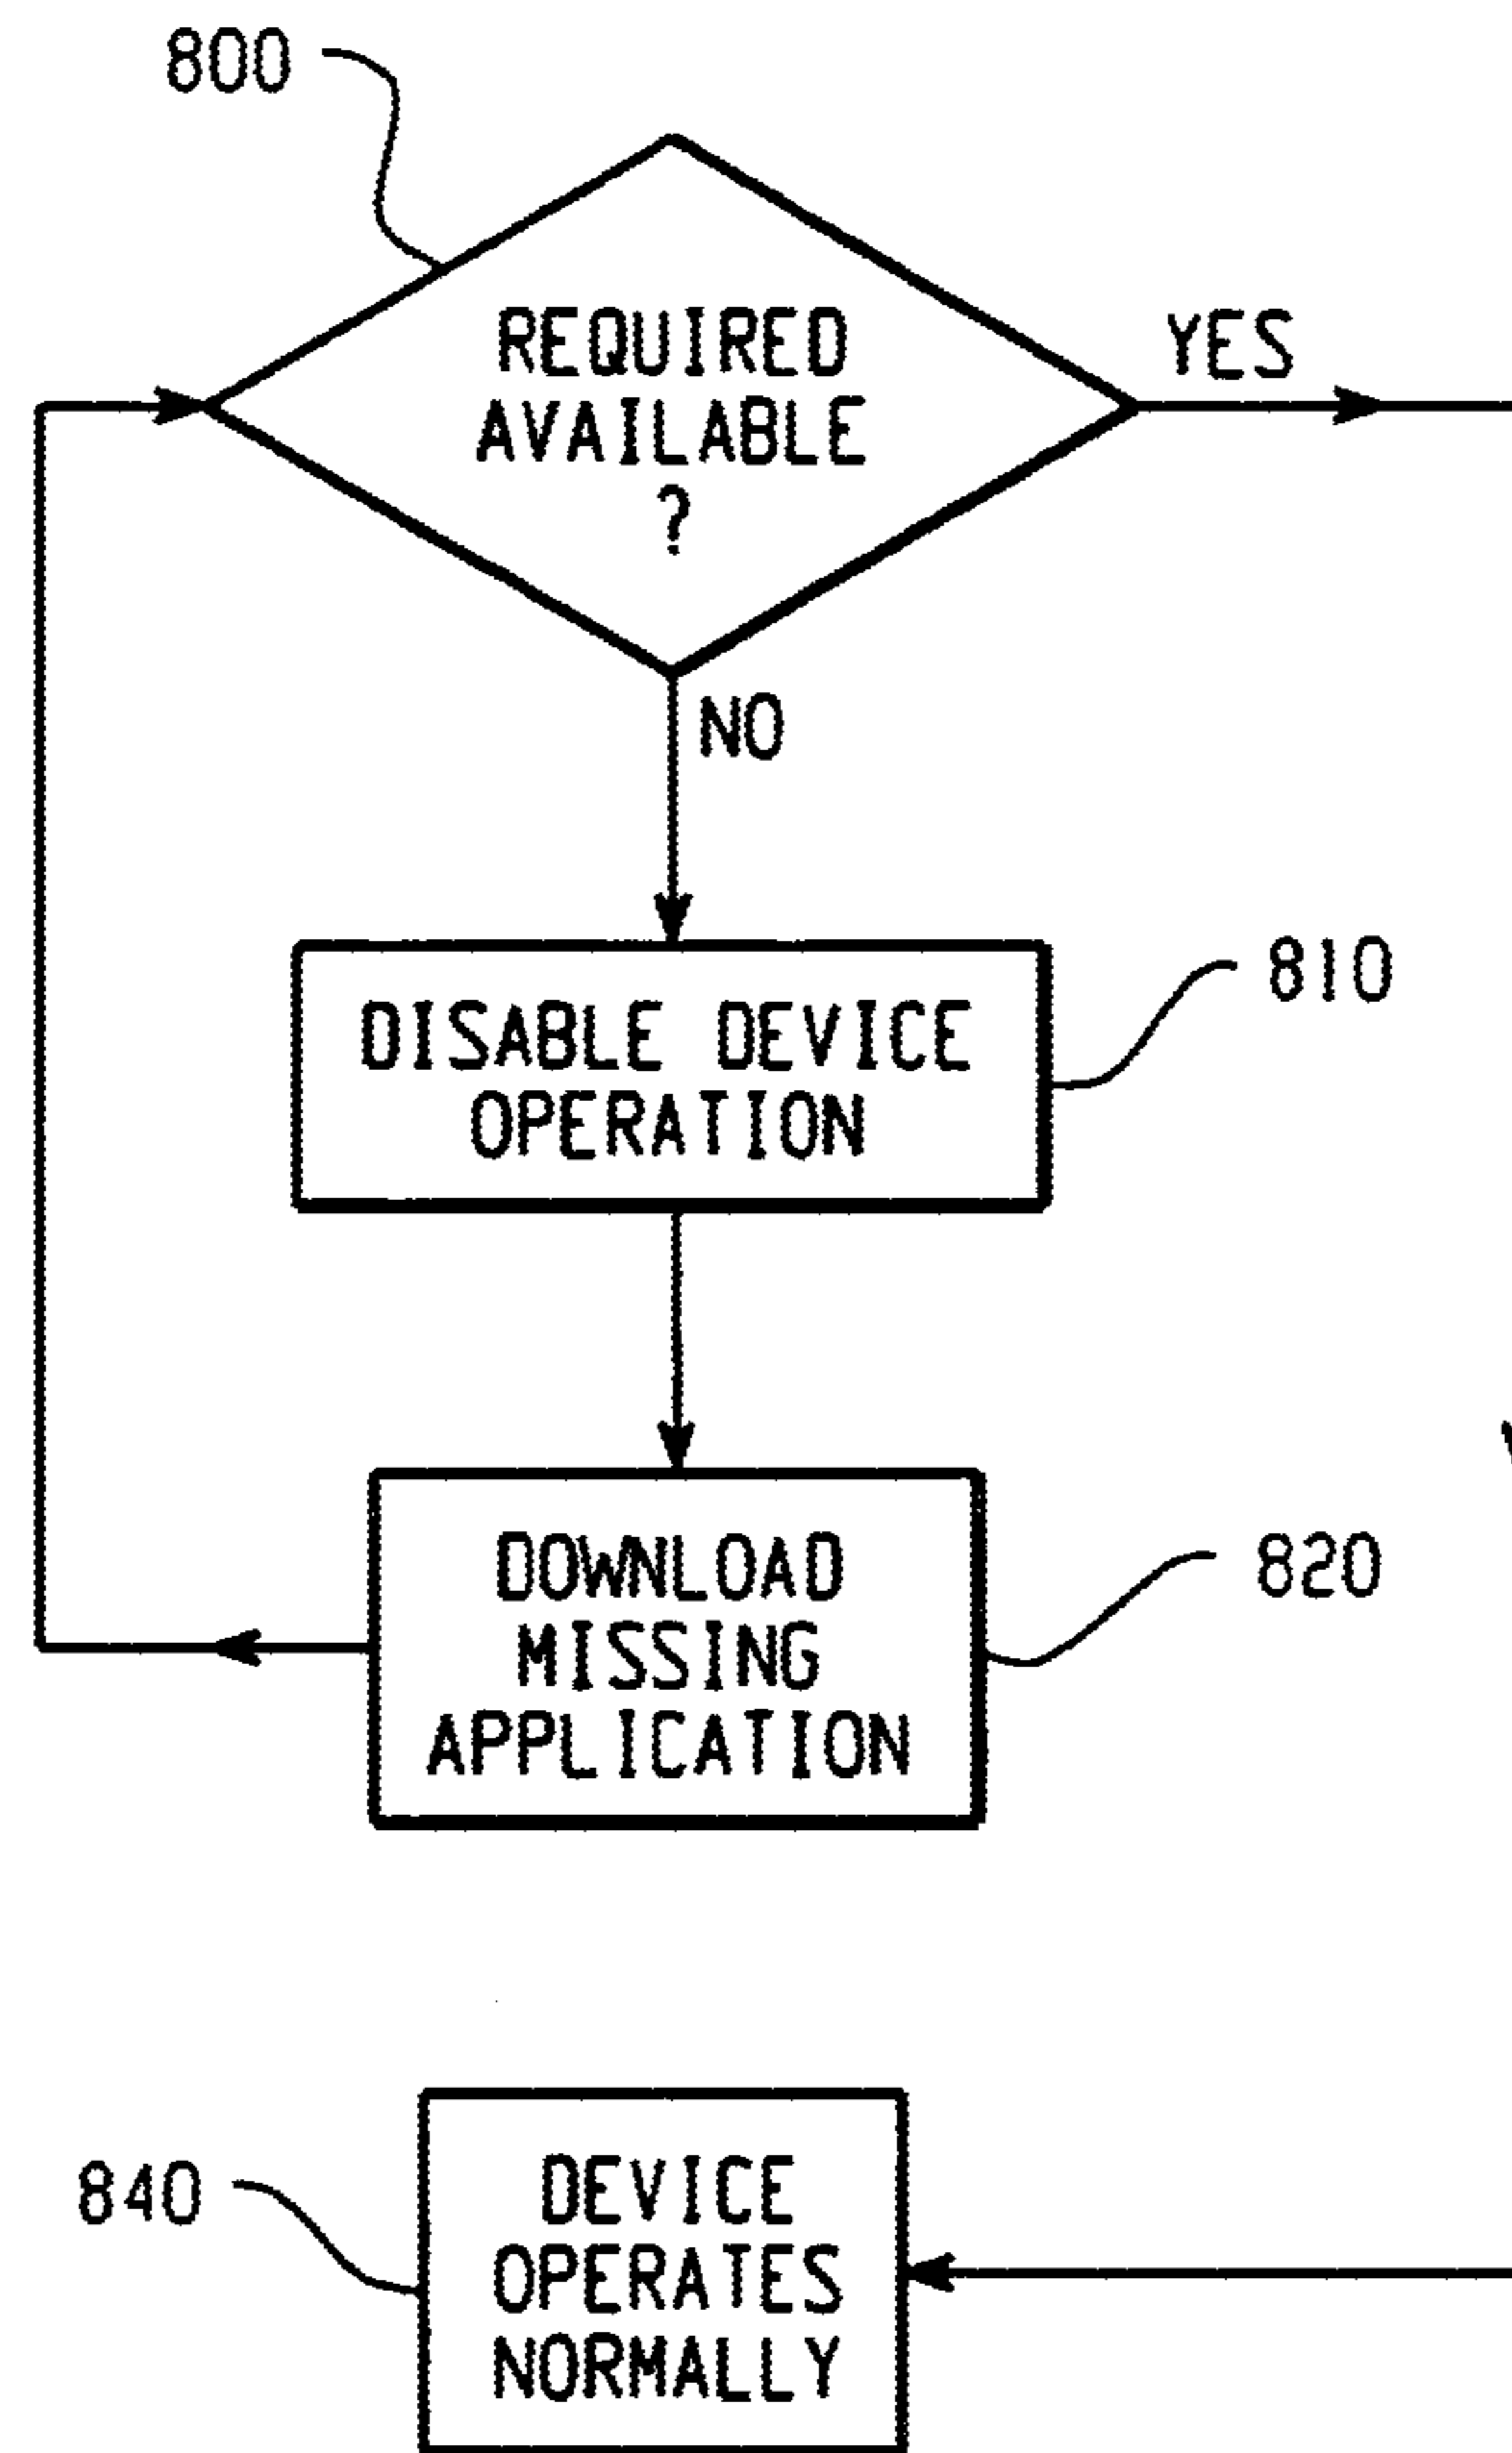 800
REQUIRED
AVAILABLE
?
YES
NO
810
DISABLE DEVICE
OPERATION
820
DOWNLOAD
MISSING
APPLICATION
840
DEVICE
OPERATES
NORMALLY